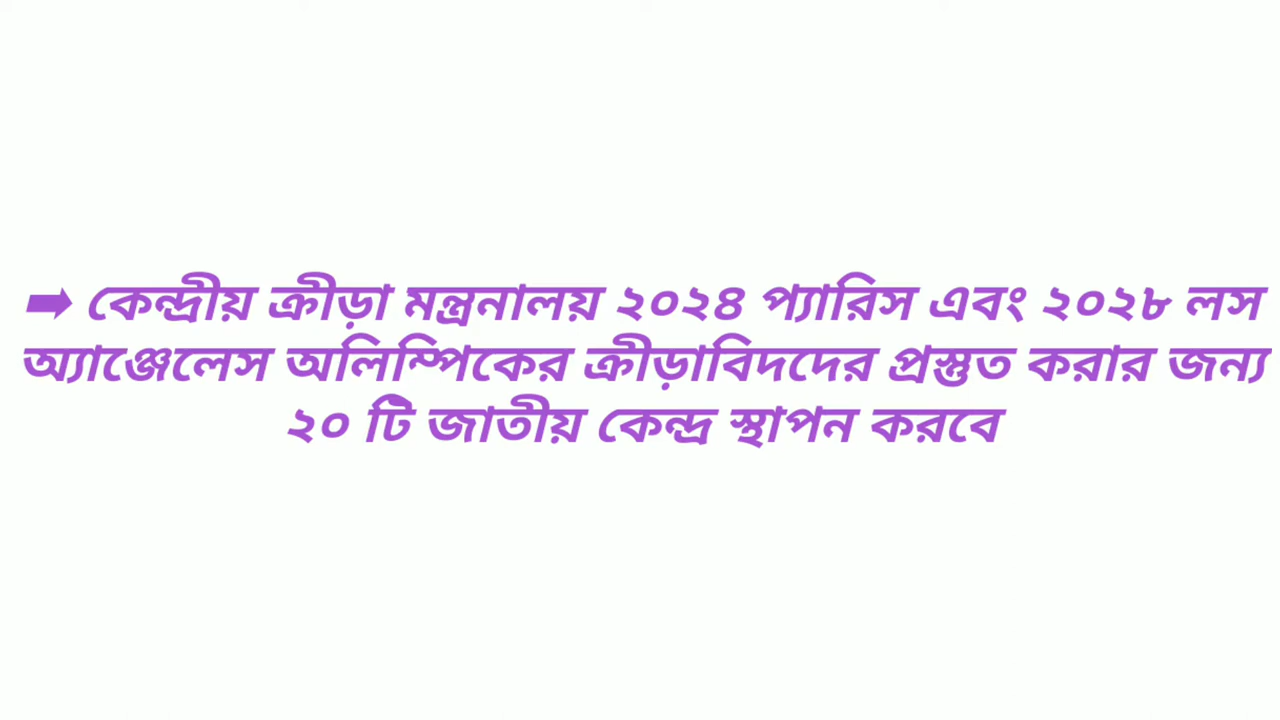 ➡ কেন্দ্রীয় ক্রীড়া মন্ত্রনালয় ২০২৪ প্যারিস এবং ২০২৮ লস
অ্যাঞ্জেলেস অলিম্পিকের ক্রীড়াবিদদের প্রস্তুত করার জন্য
২০ টি জাতীয় কেন্দ্র স্থাপন করবে